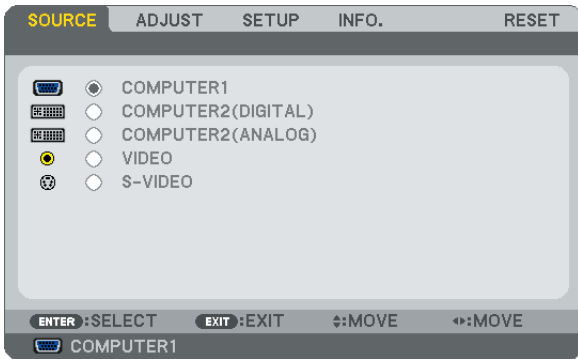 SOURCE ADJUST SETUP INFO. RESET
COMPUTER1
COMPUTER2(DIGITAL)
COMPUTER2(ANALOG)
VIDEO
S-VIDEO
ENTER:SELECT EXIT:EXIT :MOVE :MOVE
COMPUTER1